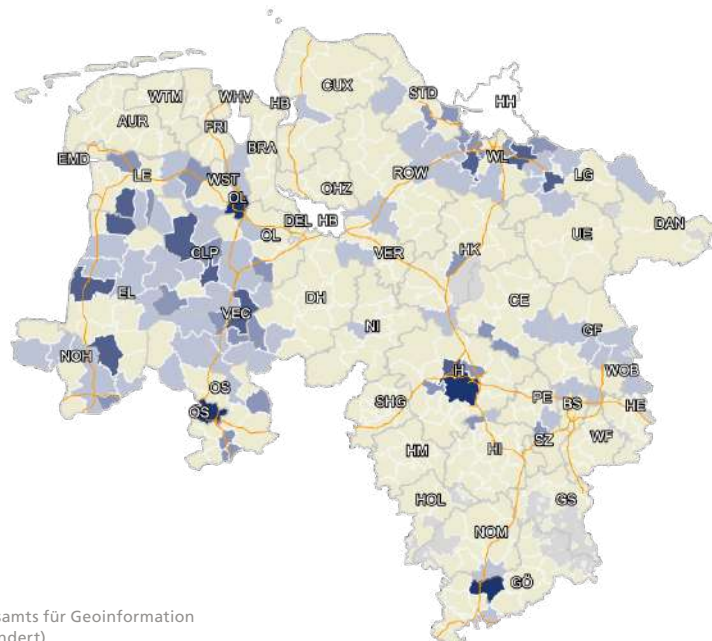 WTM
WHV
HB
CUX
STD
HH
AUR
FRI
BRA
EMD
LE
WST
OHZ
ROW
WL
LG
OL
DEL
HB
OL
UE
DAN
CLP
VER
HK
EL
VEC
DH
NI
CE
GF
NOH
OS
H
WOB
OS
SHG
PE
BS
HE
HM
HI
SZ
WF
HOL
GS
NOM
GÖ
samts für Geoinformation
ndert)